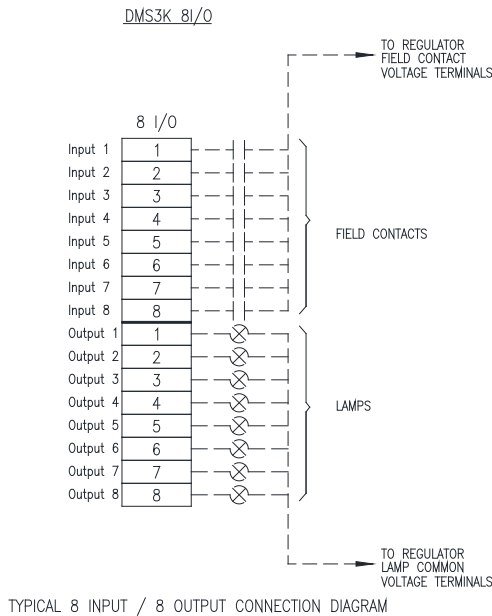 DMS3K 8I/O
TO REGULATOR
FIELD CONTACT
VOLTAGE TERMINALS
8 I/O
Input 1 1
Input 2 2
Input 3 3
Input 4 4
Input 5 5
Input 6 6
Input 7 7
Input 8 8
FIELD CONTACTS
Output 1 1
Output 2 2
Output 3 3
Output 4 4
Output 5 5
Output 6 6
Output 7 7
Output 8 8
LAMPS
TO REGULATOR
LAMP COMMON
VOLTAGE TERMINALS
TYPICAL 8 INPUT / 8 OUTPUT CONNECTION DIAGRAM